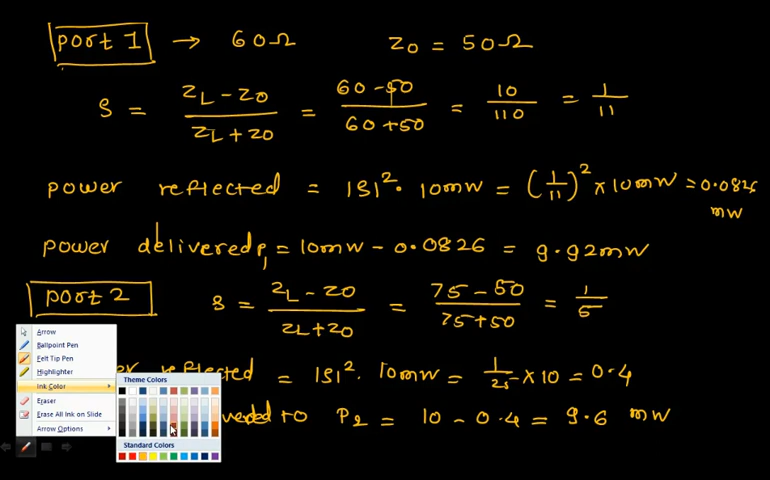 port 1 → 60Ω Z0 = 50Ω
S = ZL-Z0 / ZL+Z0 = 60-50 / 60+50 = 10/110 = 1/11
power reflected = |S|². 10mW = (1/11)² × 10mW = 0.0826 mW
power delivered P1 = 10mW - 0.0826 = 9.92mW
port 2 S = ZL-Z0 / ZL+Z0 = 75-50 / 75+50 = 1/5
reflected = |S|². 10mW = 1/25 × 10 = 0.4
to P2 = 10 - 0.4 = 9.6 mW
Arrow
Ballpoint Pen
Felt Tip Pen
Highlighter
Ink Color
Eraser
Erase All Ink on Slide
Arrow Options
Theme Colors
Standard Colors